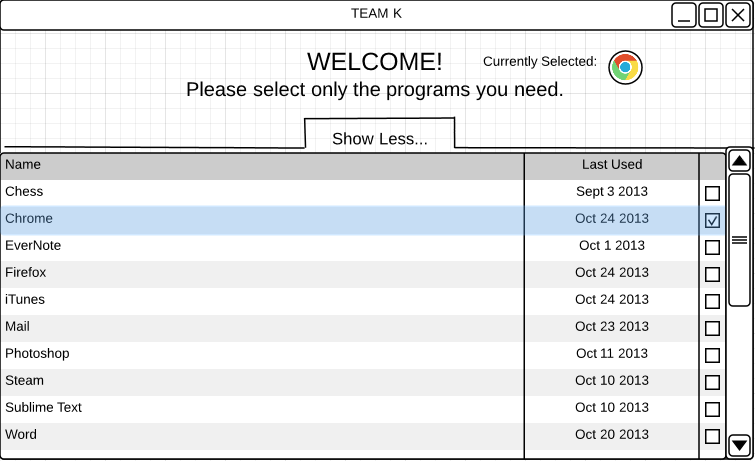 TEAM K
WELCOME!
Currently Selected:
Please select only the programs you need.
Show Less...
Name Last Used
Chess Sept 3 2013
Chrome Oct 24 2013
EverNote Oct 1 2013
Firefox Oct 24 2013
iTunes Oct 24 2013
Mail Oct 23 2013
Photoshop Oct 11 2013
Steam Oct 10 2013
Sublime Text Oct 10 2013
Word Oct 20 2013